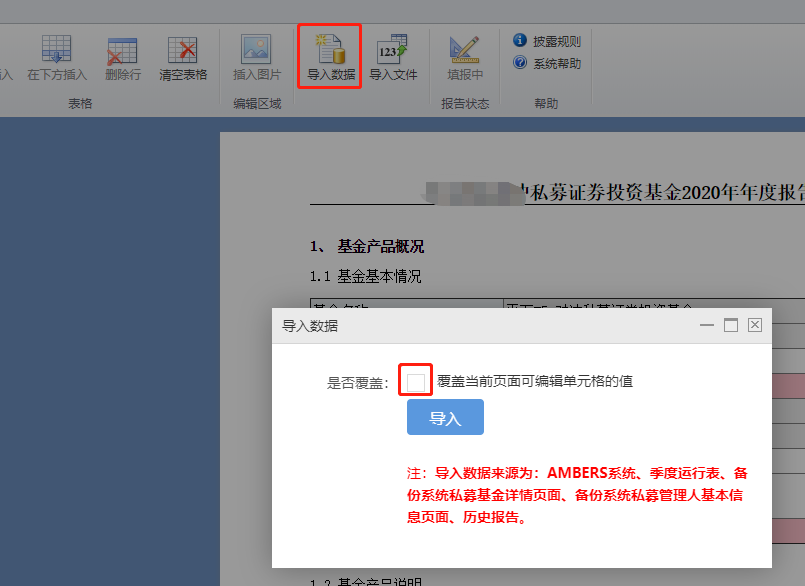 入 在下方插入 删除行 清空表格 插入图片 导入数据 导入文件 填报中 披露规则
系统帮助
表格 编辑区域 报告状态 帮助
私募证券投资基金2020年年度报告
1、 基金产品概况
1.1 基金基本情况
基金名称
导入数据
是否覆盖： 覆盖当前页面可编辑单元格的值
导入
注：导入数据来源为：AMBERS系统、季度运行表、备
份系统私募基金详情页面、备份系统私募管理人基本信
息页面、历史报告。
1.2 基金产品说明